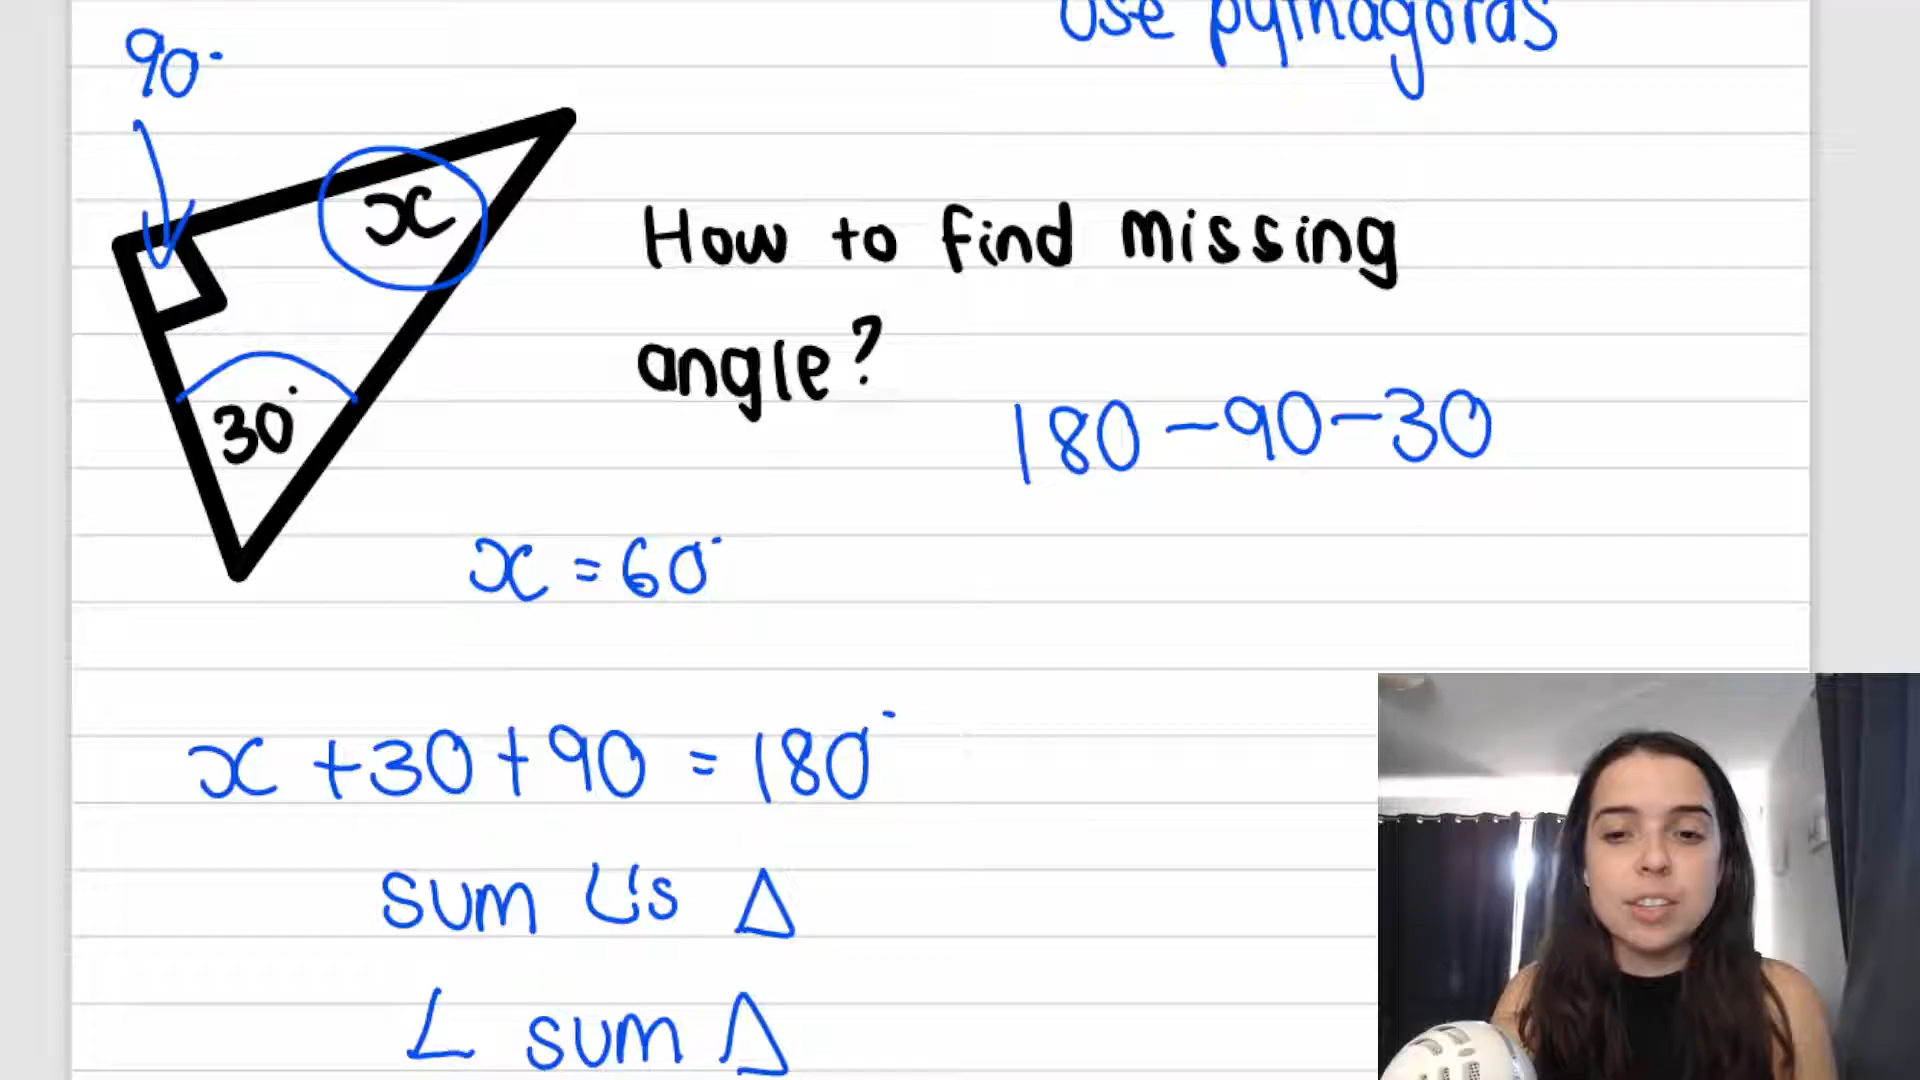 Use pythagoras
90°
x
How to find missing
angle?
30°
180 - 90 - 30
x = 60°
x + 30 + 90 = 180°
sum ∠'s △
∠ sum △